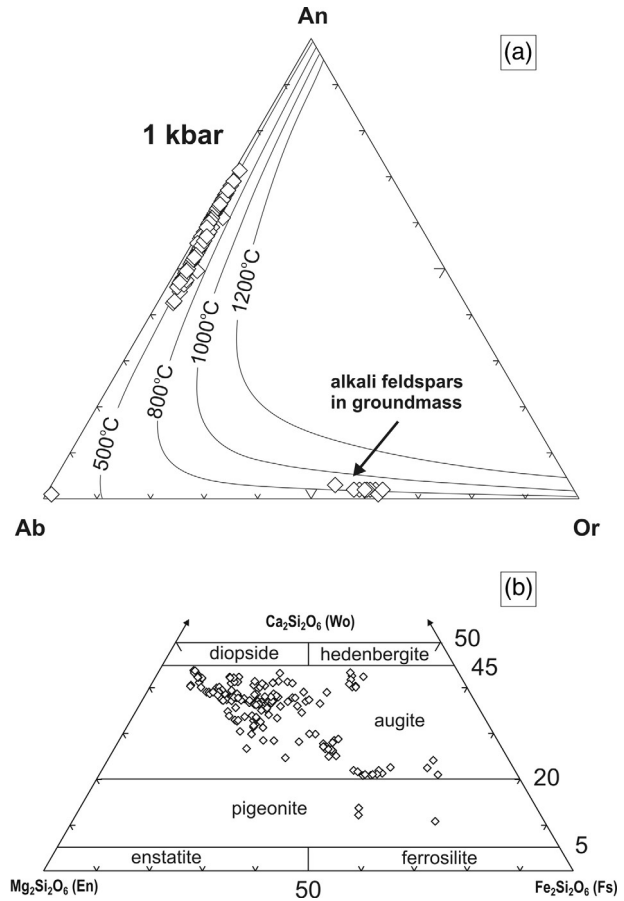 An
(a)
1 kbar
1200°C
1000°C
800°C
500°C
alkali feldspars
in groundmass
Ab
Or
(b)
Ca₂Si₂O₆ (Wo)
50
diopside
hedenbergite
45
augite
20
pigeonite
5
enstatite
ferrosilite
Mg₂Si₂O₆ (En)
50
Fe₂Si₂O₆ (Fs)